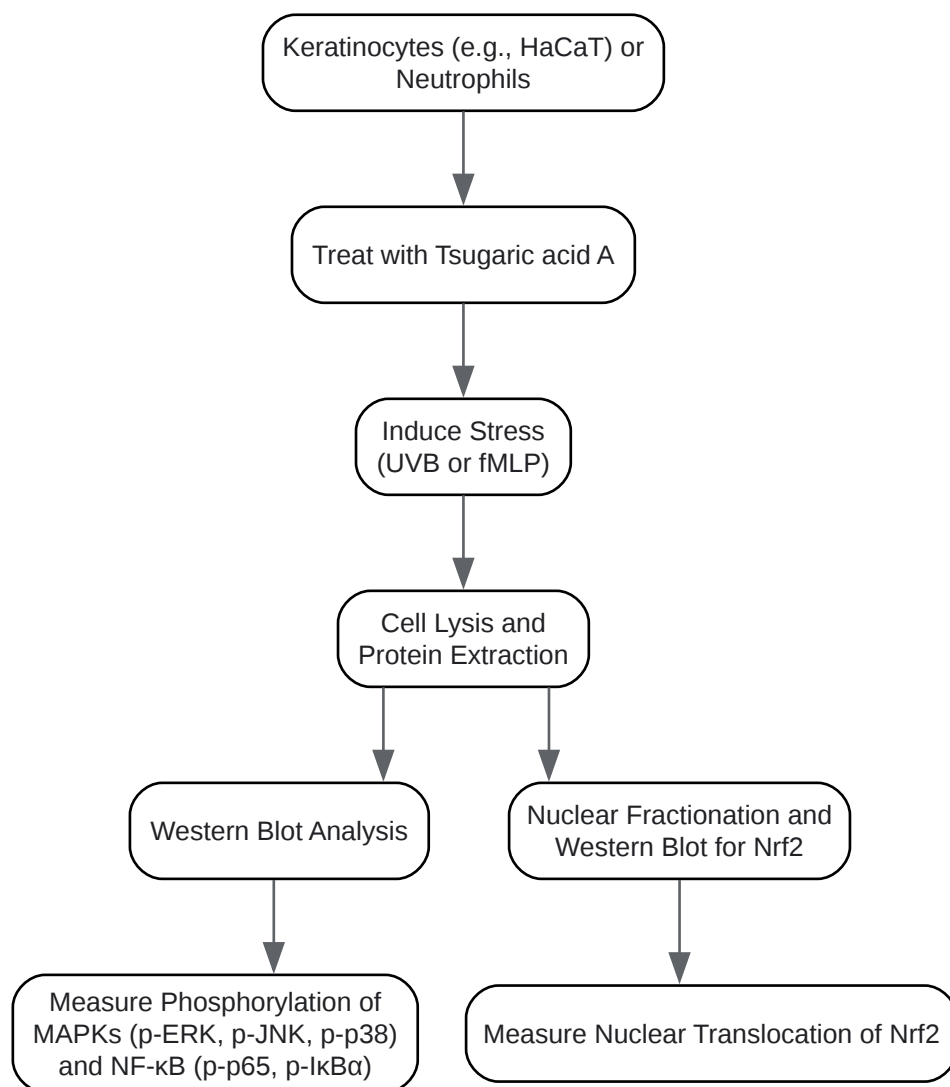 Keratinocytes (e.g., HaCaT) or
Neutrophils
Treat with Tsugaric acid A
Induce Stress
(UVB or fMLP)
Cell Lysis and
Protein Extraction
Western Blot Analysis
Nuclear Fractionation and
Western Blot for Nrf2
Measure Phosphorylation of
MAPKs (p-ERK, p-JNK, p-p38)
and NF-κB (p-p65, p-IκBα)
Measure Nuclear Translocation of Nrf2